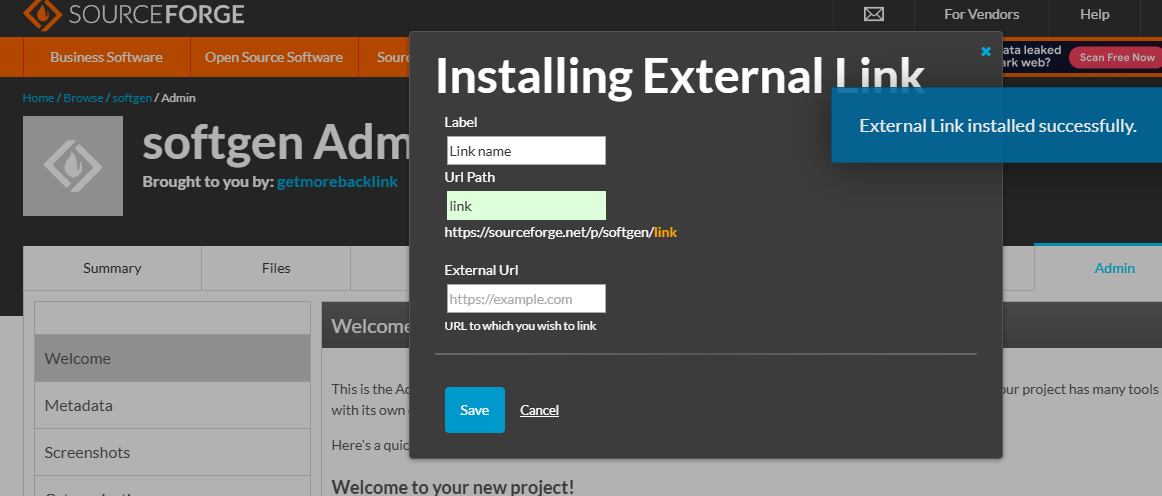 SOURCEFORGE
For Vendors
Help
Business Software
Open Source Software
ata leaked
ark web?
Scan Free Now
Home / Browse / softgen / Admin
softgen Adm
Brought to you by: getmorebacklink
Installing External Link
External Link installed successfully.
Label
Link name
Url Path
link
https://sourceforge.net/p/softgen/link
External Url
https://example.com
URL to which you wish to link
Save
Cancel
Summary
Files
Admin
Welcome
Metadata
Screenshots
Welcome
This is the Ad
our project has many tools
with its own
Here's a quic
Welcome to your new project!